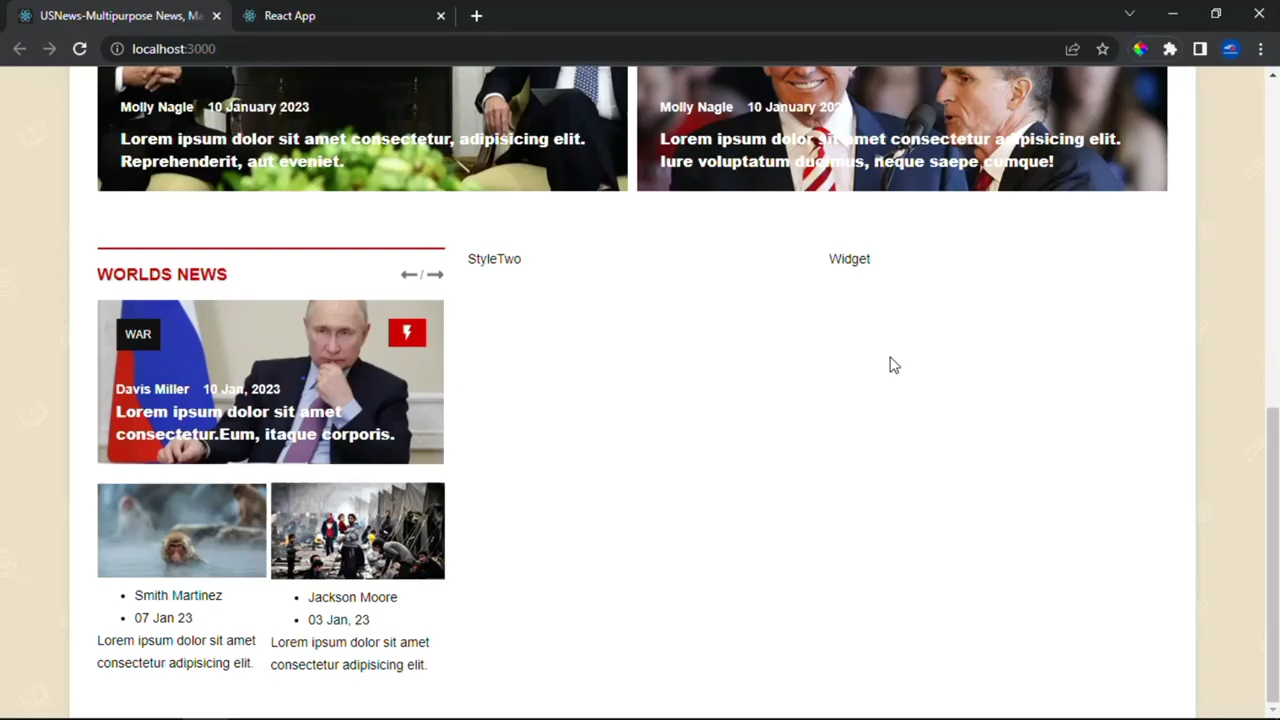 USNews-Multipurpose News, Ma
React App
localhost:3000
Molly Nagle 10 January 2023
Lorem ipsum dolor sit amet consectetur, adipisicing elit.
Reprehenderit, aut eveniet.
Molly Nagle 10 January 2023
Lorem ipsum dolor sit amet consectetur adipisicing elit.
Iure voluptatum ducimus, neque saepe cumque!
WORLDS NEWS
/
WAR
Davis Miller 10 Jan, 2023
Lorem ipsum dolor sit amet
consectetur.Eum, itaque corporis.
Smith Martinez
07 Jan 23
Lorem ipsum dolor sit amet
consectetur adipisicing elit.
Jackson Moore
03 Jan, 23
Lorem ipsum dolor sit amet
consectetur adipisicing elit.
StyleTwo
Widget